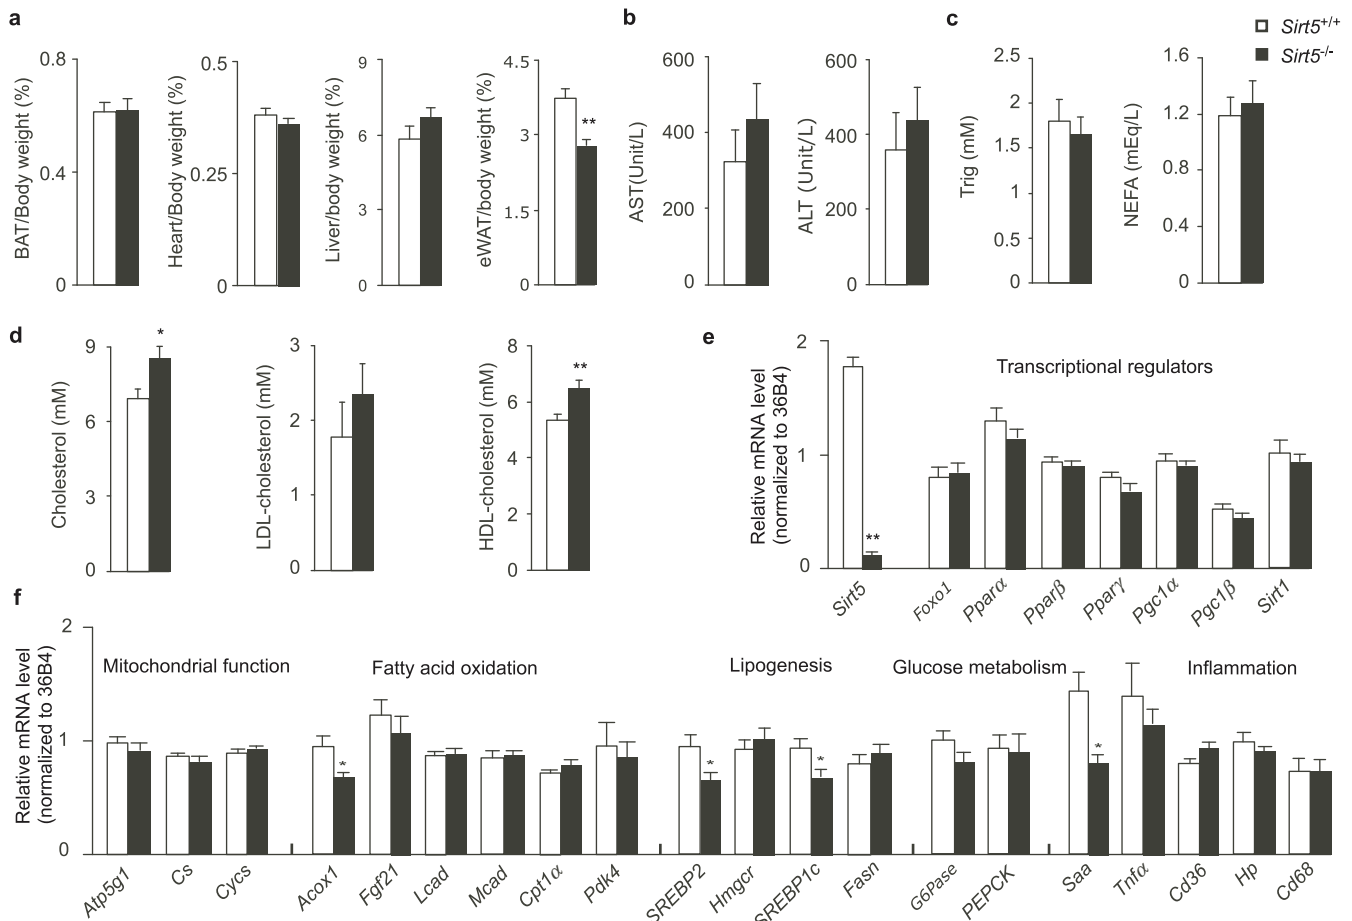 a
b
c
Sirt5+/+
Sirt5-/-
BAT/Body weight (%)
0.8
0.4
0
Heart/Body weight (%)
0.5
0.25
0
Liver/body weight (%)
9
6
3
0
eWAT/body weight (%)
4.5
3
1.5
0
**
AST(Unit/L)
600
400
200
0
ALT (Unit/L)
600
400
200
0
Trig (mM)
2.5
2
1.5
1
0.5
0
NEFA (mEq/L)
1.6
1.2
0.8
0.4
0
d
Cholesterol (mM)
9
6
3
0
*
LDL-cholesterol (mM)
3
2
1
0
HDL-cholesterol (mM)
8
6
4
2
0
**
e
Transcriptional regulators
Relative mRNA level
(normalized to 36B4)
2
1
0
**
Sirt5
Foxo1
Pparα
Pparβ
Pparγ
Pgc1α
Pgc1β
Sirt1
f
Relative mRNA level
(normalized to 36B4)
2
1
0
Mitochondrial function
Fatty acid oxidation
Lipogenesis
Glucose metabolism
Inflammation
*
*
*
*
Atp5g1
Cs
Cycs
Acox1
Fgf21
Lcad
Mcad
Cpt1α
Pdk4
SREBP2
Hmgcr
SREBP1c
Fasn
G6Pase
PEPCK
Saa
Tnfα
Cd36
Hp
Cd68